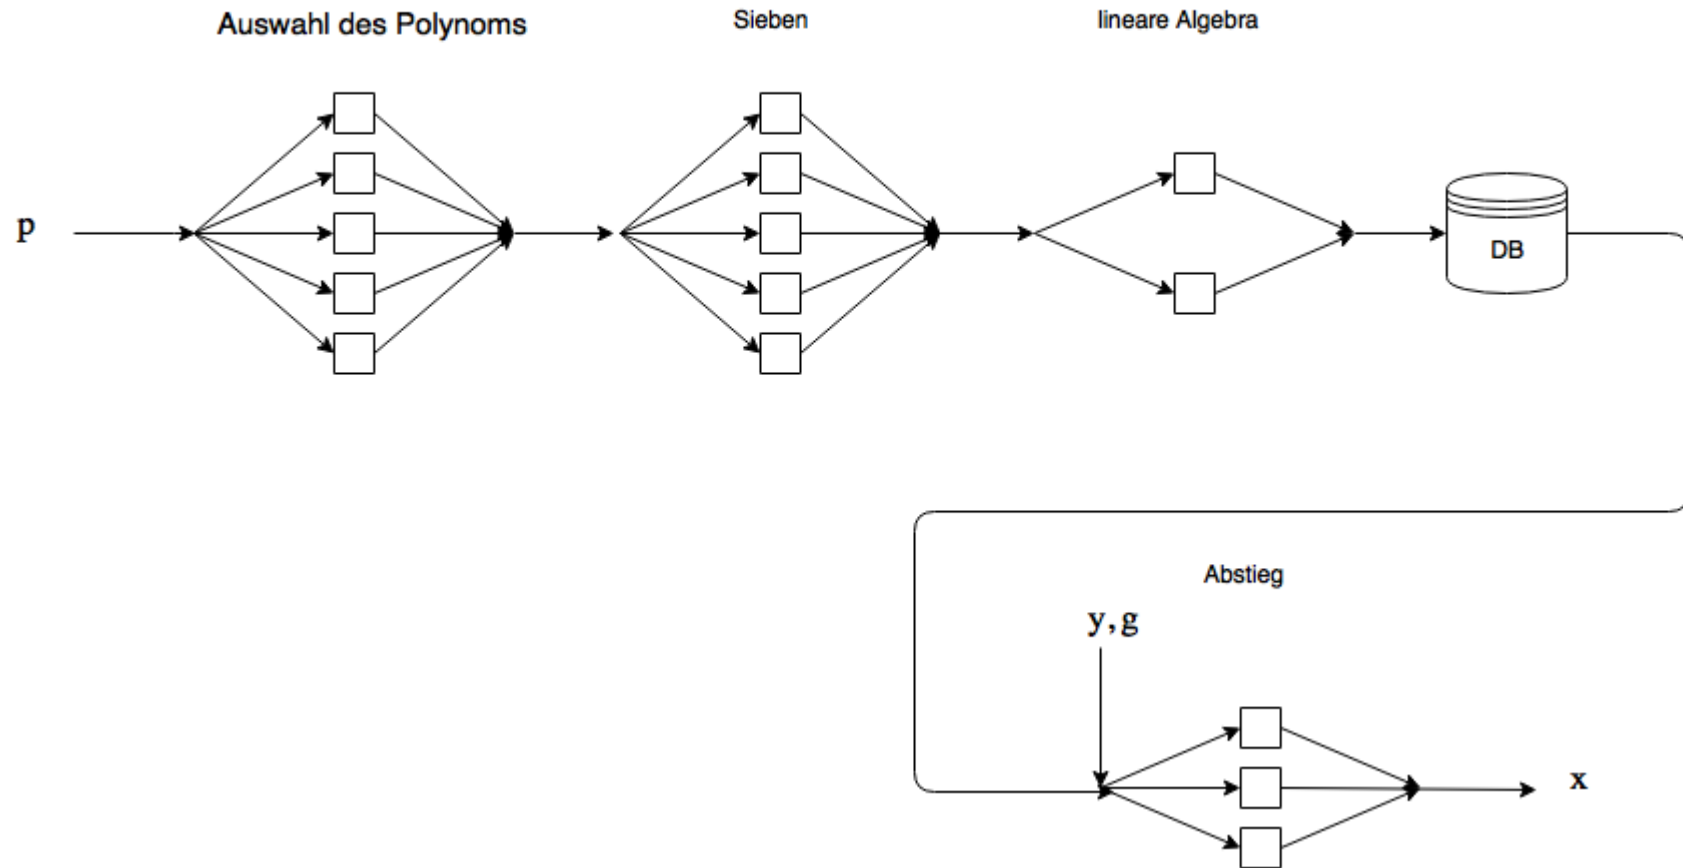 Auswahl des Polynoms
Sieben
lineare Algebra
p
DB
Abstieg
y, g
x